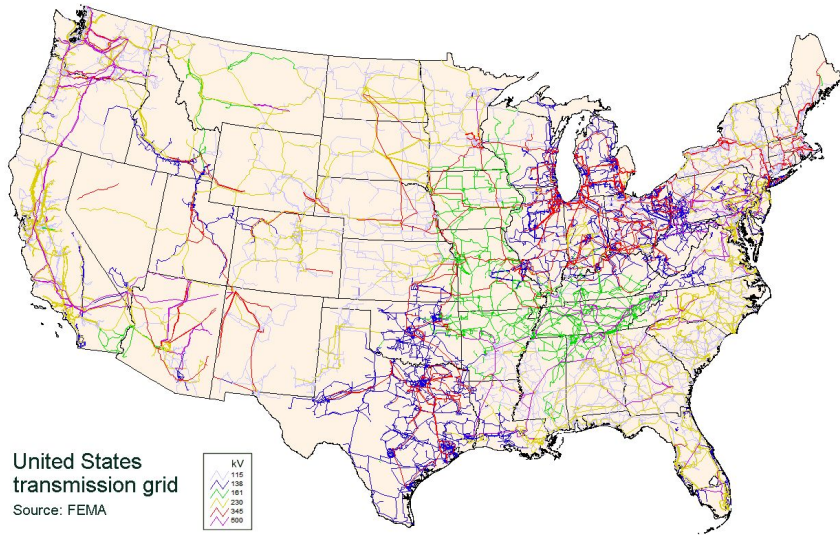 United States
transmission grid
Source: FEMA
kV
115
138
161
230
345
500